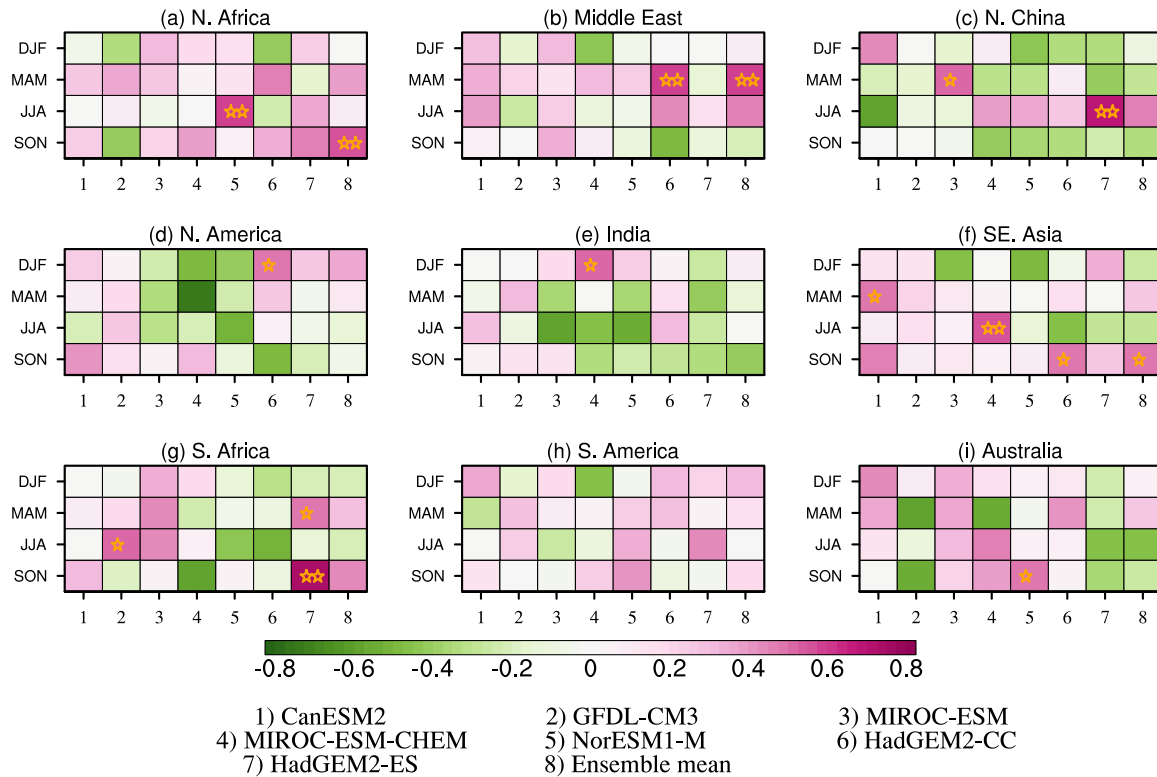 (a) N. Africa (b) Middle East (c) N. China
DJF DJF DJF
MAM MAM MAM
JJA JJA JJA
SON SON SON
1 2 3 4 5 6 7 8 1 2 3 4 5 6 7 8 1 2 3 4 5 6 7 8
(d) N. America (e) India (f) SE. Asia
DJF DJF DJF
MAM MAM MAM
JJA JJA JJA
SON SON SON
1 2 3 4 5 6 7 8 1 2 3 4 5 6 7 8 1 2 3 4 5 6 7 8
(g) S. Africa (h) S. America (i) Australia
DJF DJF DJF
MAM MAM MAM
JJA JJA JJA
SON SON SON
1 2 3 4 5 6 7 8 1 2 3 4 5 6 7 8 1 2 3 4 5 6 7 8
-0.8 -0.6 -0.4 -0.2 0 0.2 0.4 0.6 0.8
1) CanESM2 2) GFDL-CM3 3) MIROC-ESM
4) MIROC-ESM-CHEM 5) NorESM1-M 6) HadGEM2-CC
7) HadGEM2-ES 8) Ensemble mean